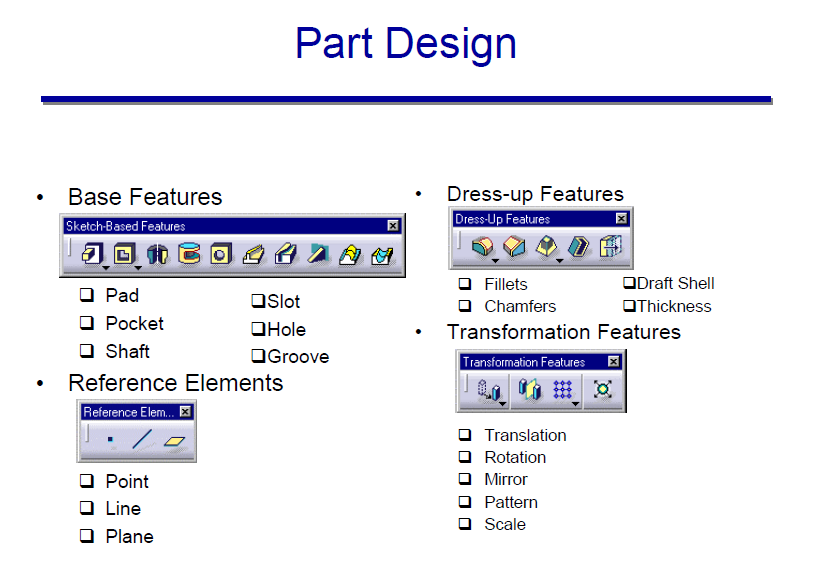 Part Design
• Base Features
Sketch-Based Features
❑ Pad
❑ Pocket
❑ Shaft
❑Slot
❑Hole
❑Groove
• Reference Elements
Reference Elem...
❑ Point
❑ Line
❑ Plane
• Dress-up Features
Dress-Up Features
❑ Fillets
❑ Chamfers
❑Draft Shell
❑Thickness
• Transformation Features
Transformation Features
❑ Translation
❑ Rotation
❑ Mirror
❑ Pattern
❑ Scale